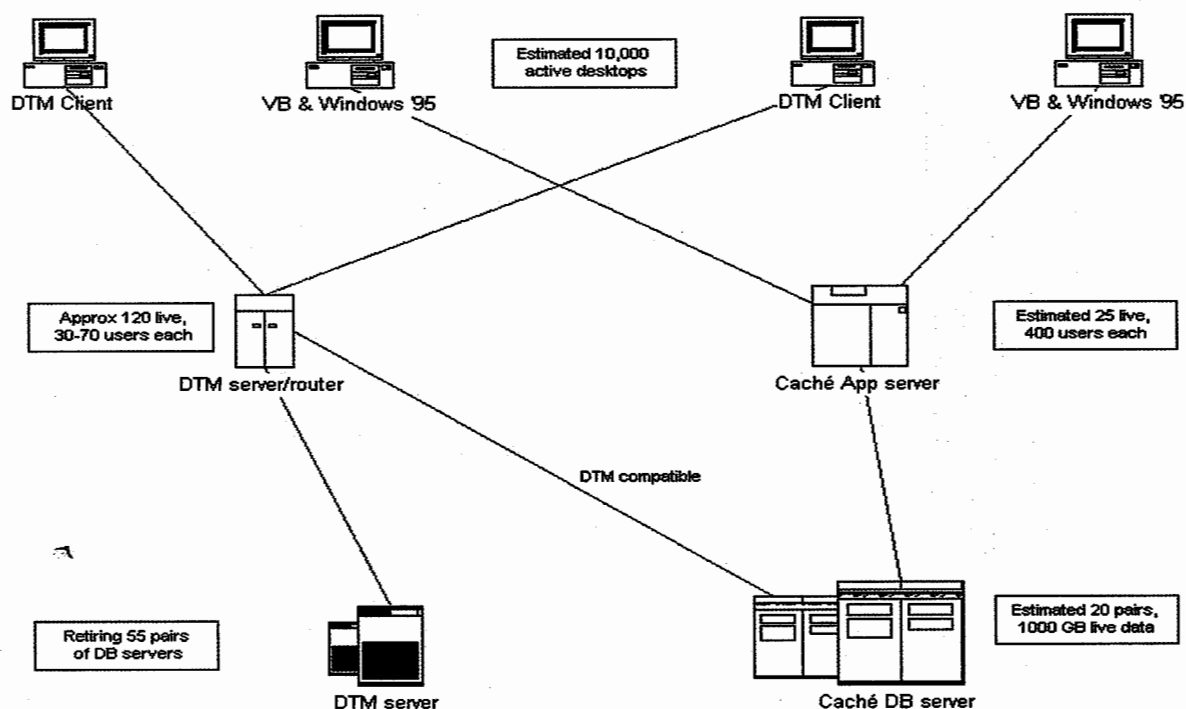 Estimated 10,000
active desktops
DTM Client
VB & Windows '95
DTM Client
VB & Windows '95
Approx 120 live,
30-70 users each
Estimated 25 live,
400 users each
DTM server/router
Caché App server
DTM compatible
Retiring 55 pairs
of DB servers
Estimated 20 pairs,
1000 GB live data
DTM server
Caché DB server